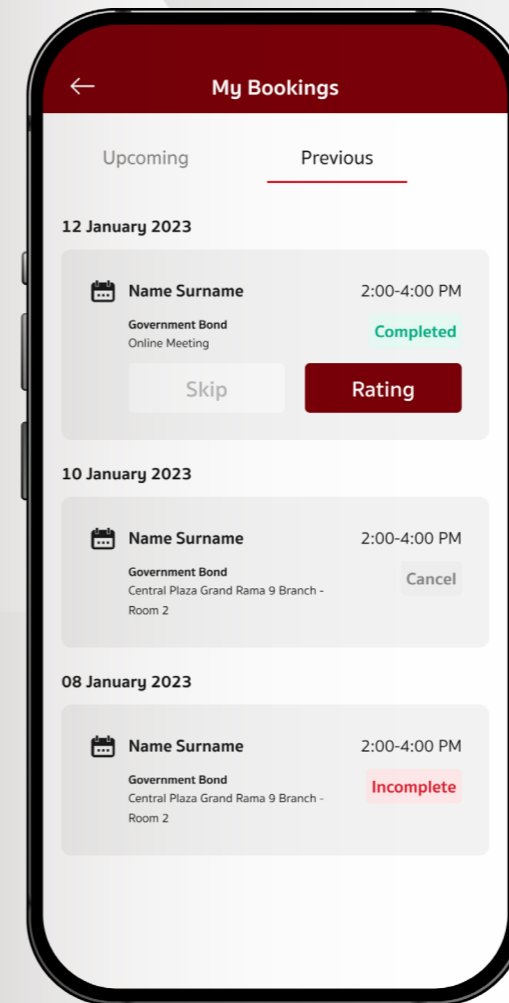 My Bookings
Upcoming Previous
12 January 2023
Name Surname 2:00-4:00 PM
Government Bond Completed
Online Meeting
Skip Rating
10 January 2023
Name Surname 2:00-4:00 PM
Government Bond Cancel
Central Plaza Grand Rama 9 Branch -
Room 2
08 January 2023
Name Surname 2:00-4:00 PM
Government Bond Incomplete
Central Plaza Grand Rama 9 Branch -
Room 2